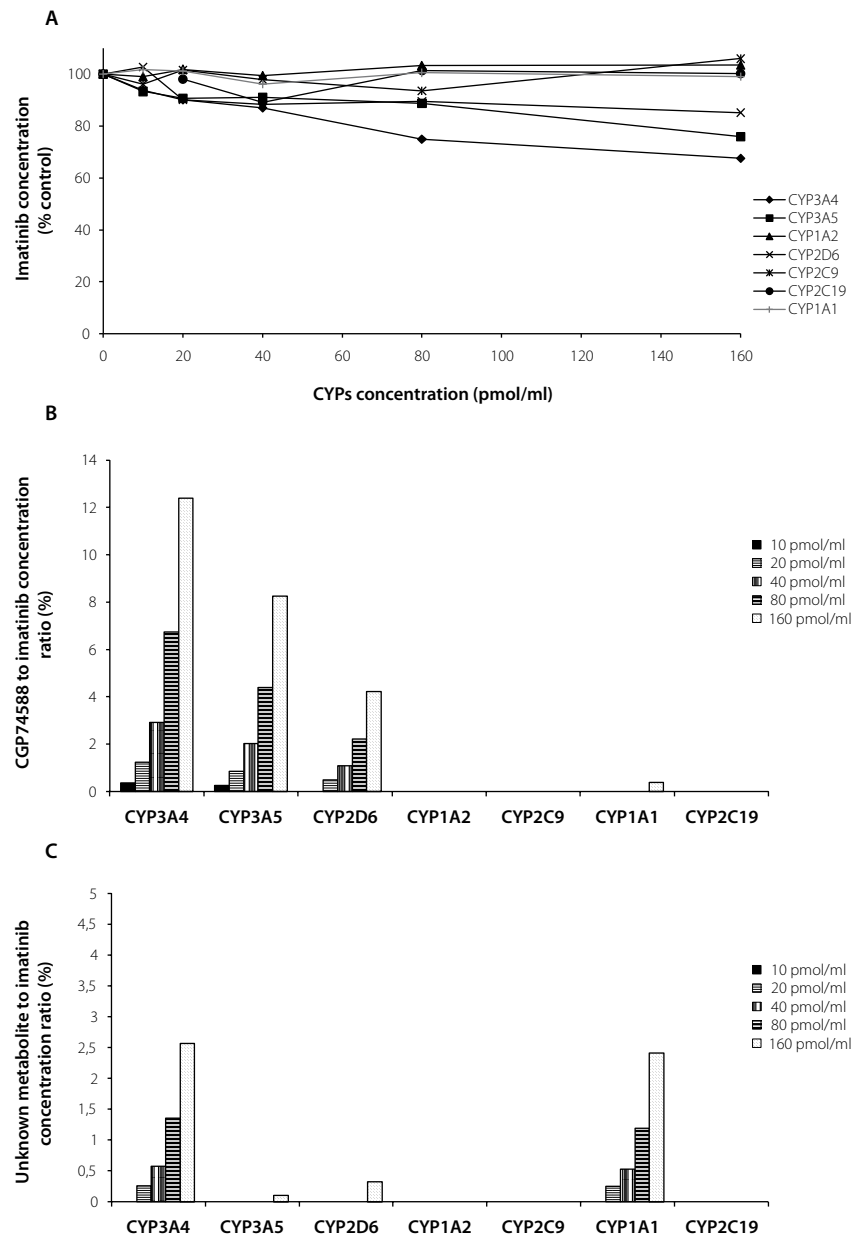 A
Imatinib concentration
(% control)
100
80
60
40
20
0
0 20 40 60 80 100 120 140 160
CYPs concentration (pmol/ml)
CYP3A4
CYP3A5
CYP1A2
CYP2D6
CYP2C9
CYP2C19
CYP1A1
B
CGP74588 to imatinib concentration
ratio (%)
14
12
10
8
6
4
2
0
CYP3A4 CYP3A5 CYP2D6 CYP1A2 CYP2C9 CYP1A1 CYP2C19
10 pmol/ml
20 pmol/ml
40 pmol/ml
80 pmol/ml
160 pmol/ml
C
Unknown metabolite to imatinib
concentration ratio (%)
5
4,5
4
3,5
3
2,5
2
1,5
1
0,5
0
CYP3A4 CYP3A5 CYP2D6 CYP1A2 CYP2C9 CYP1A1 CYP2C19
10 pmol/ml
20 pmol/ml
40 pmol/ml
80 pmol/ml
160 pmol/ml